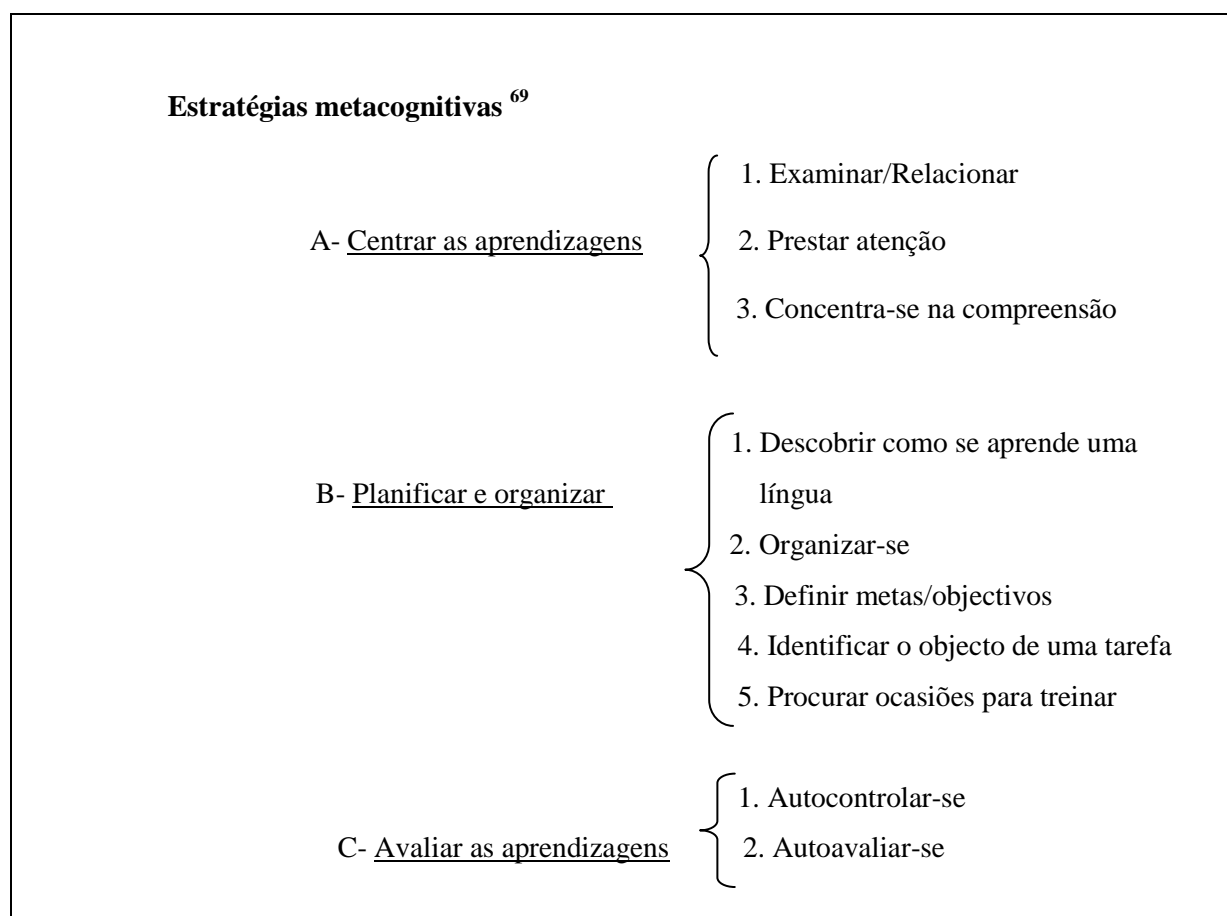 Estratégias metacognitivas 69
A- Centrar as aprendizagens
1. Examinar/Relacionar
2. Prestar atenção
3. Concentra-se na compreensão
B- Planificar e organizar
1. Descobrir como se aprende uma
língua
2. Organizar-se
3. Definir metas/objectivos
4. Identificar o objecto de uma tarefa
5. Procurar ocasiões para treinar
C- Avaliar as aprendizagens
1. Autocontrolar-se
2. Autoavaliar-se